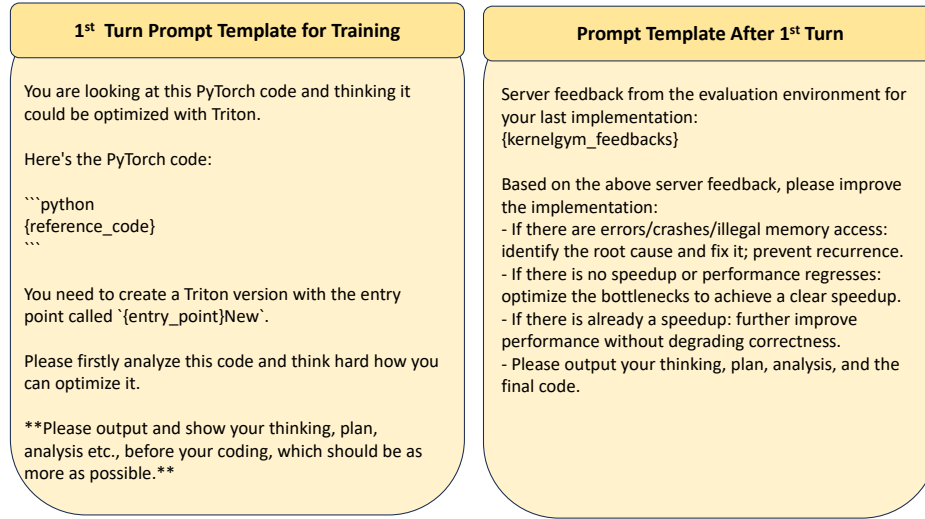 1st Turn Prompt Template for Training
You are looking at this PyTorch code and thinking it
could be optimized with Triton.
Here's the PyTorch code:
```python
{reference_code}
```
You need to create a Triton version with the entry
point called `{entry_point}New`.
Please firstly analyze this code and think hard how you
can optimize it.
**Please output and show your thinking, plan,
analysis etc., before your coding, which should be as
more as possible.**
Prompt Template After 1st Turn
Server feedback from the evaluation environment for
your last implementation:
{kernelgym_feedbacks}
Based on the above server feedback, please improve
the implementation:
- If there are errors/crashes/illegal memory access:
identify the root cause and fix it; prevent recurrence.
- If there is no speedup or performance regresses:
optimize the bottlenecks to achieve a clear speedup.
- If there is already a speedup: further improve
performance without degrading correctness.
- Please output your thinking, plan, analysis, and the
final code.